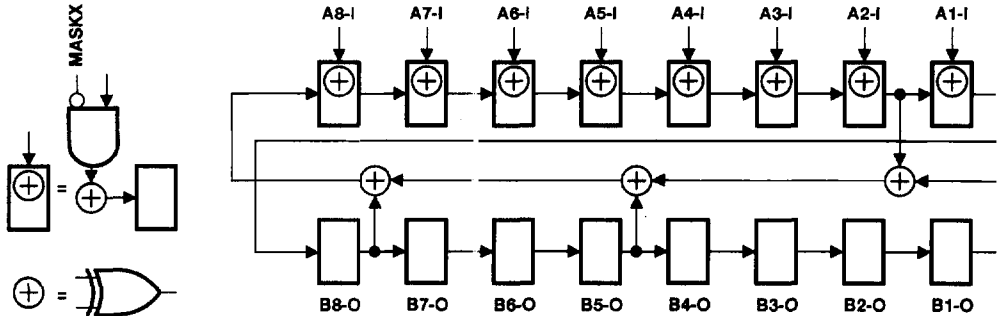 MASKX
A8-I A7-I A6-I A5-I A4-I A3-I A2-I A1-I
=
=
B8-O B7-O B6-O B5-O B4-O B3-O B2-O B1-O